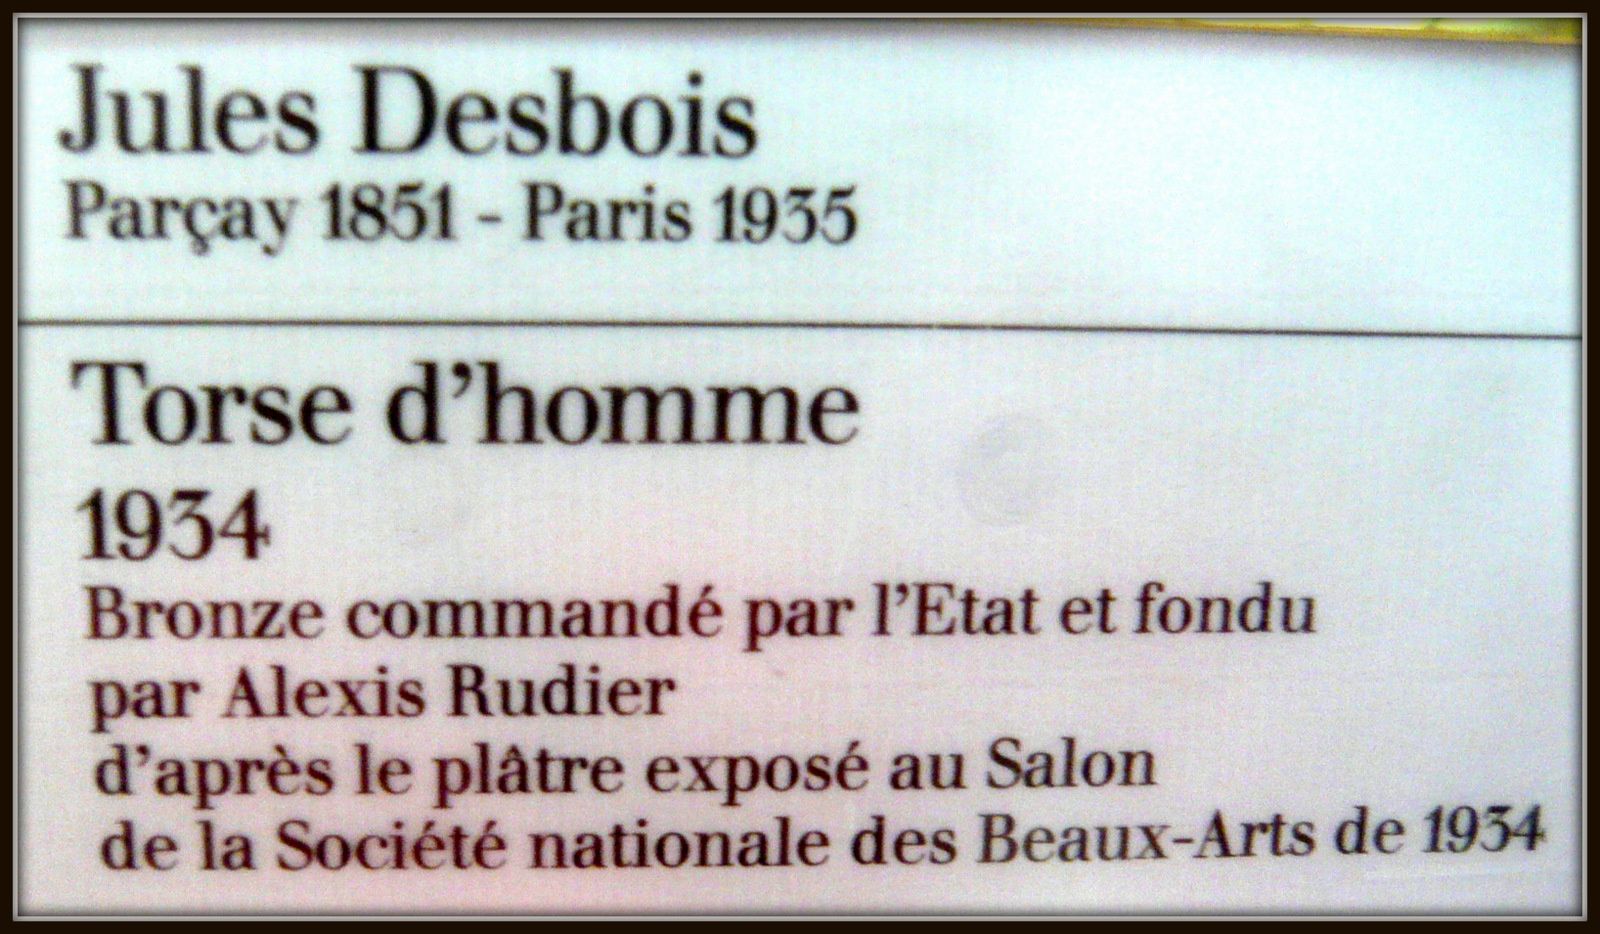 Jules Desbois
Parçay 1851 - Paris 1935
Torse d'homme
1934
Bronze commandé par l'Etat et fondu
par Alexis Rudier
d'après le plâtre exposé au Salon
de la Société nationale des Beaux-Arts de 1934